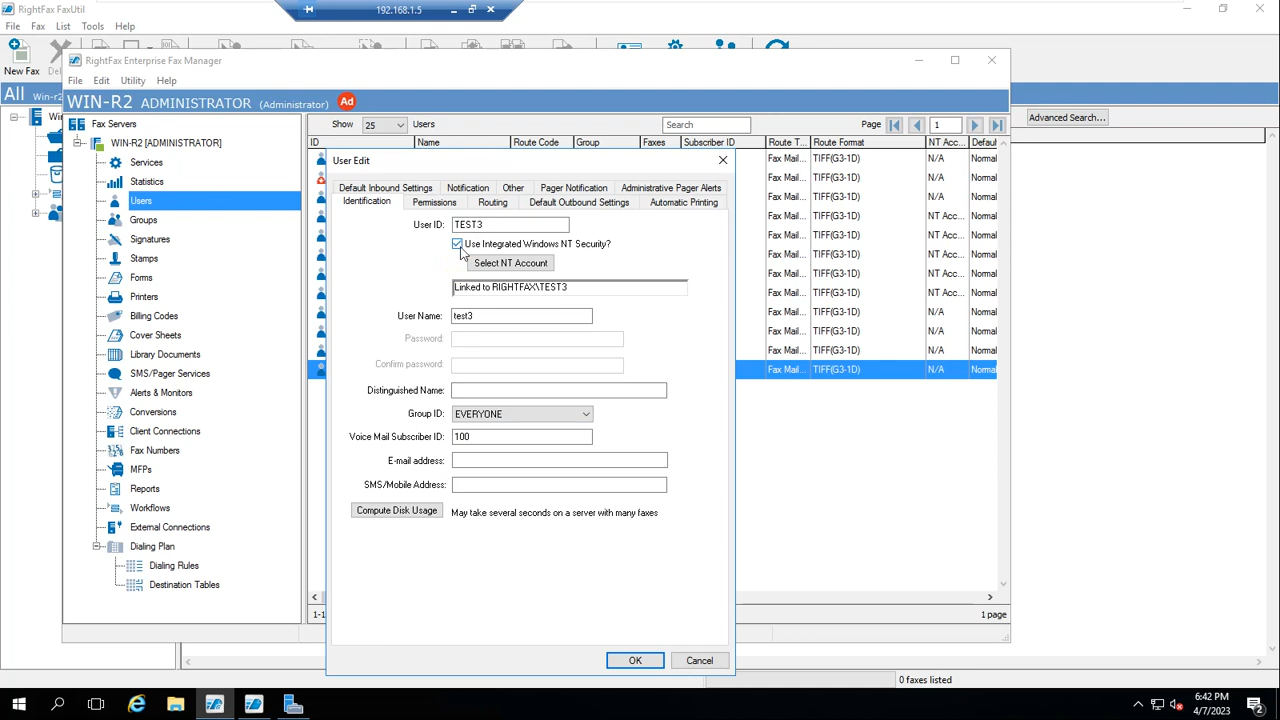 RightFax FaxUtil
192.168.1.5
File Fax List Tools Help
New Fax
RightFax Enterprise Fax Manager
File Edit Utility Help
All Win-r2
WIN-R2 ADMINISTRATOR (Administrator) Ad
Advanced Search...
Fax Servers
WIN-R2 [ADMINISTRATOR]
Services
Statistics
Users
Groups
Signatures
Stamps
Forms
Printers
Billing Codes
Cover Sheets
Library Documents
SMS/Pager Services
Alerts & Monitors
Conversions
Client Connections
Fax Numbers
MFPs
Reports
Workflows
External Connections
Dialing Plan
Dialing Rules
Destination Tables
Show 25 Users Search Page 1
ID Name Route Code Group Faxes Subscriber ID Route T... Route Format NT Acc... Default
Fax Mail... TIFF(G3-1D) N/A Normal
Fax Mail... TIFF(G3-1D) N/A Normal
Fax Mail... TIFF(G3-1D) N/A Normal
Fax Mail... TIFF(G3-1D) NT Acc... Normal
Fax Mail... TIFF(G3-1D) NT Acc... Normal
Fax Mail... TIFF(G3-1D) NT Acc... Normal
Fax Mail... TIFF(G3-1D) NT Acc... Normal
Fax Mail... TIFF(G3-1D) NT Acc... Normal
Fax Mail... TIFF(G3-1D) N/A Normal
Fax Mail... TIFF(G3-1D) N/A Normal
Fax Mail... TIFF(G3-1D) N/A Normal
Fax Mail... TIFF(G3-1D) N/A Normal
1 page
User Edit
Default Inbound Settings Notification Other Pager Notification Administrative Pager Alerts
Identification Permissions Routing Default Outbound Settings Automatic Printing
User ID: TEST3
Use Integrated Windows NT Security?
Select NT Account
Linked to RIGHTFAX\TEST3
User Name: test3
Password:
Confirm password:
Distinguished Name:
Group ID: EVERYONE
Voice Mail Subscriber ID: 100
E-mail address:
SMS/Mobile Address:
Compute Disk Usage May take several seconds on a server with many faxes
OK Cancel
0 faxes listed
6:42 PM
4/7/2023
2